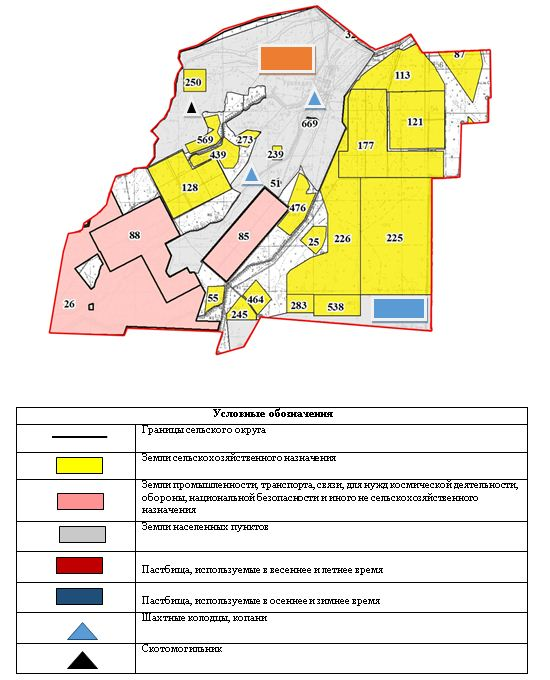 32
87
113
250
121
669
177
569
273
439
239
128
51
476
88
85
25
226
225
26
55
464
245
283
538
Условные обозначения
Границы сельского округа
Земли сельскохозяйственного назначения
Земли промышленности, транспорта, связи, для нужд космической деятельности,
обороны, национальной безопасности и иного не сельскохозяйственного
назначения
Земли населенных пунктов
Пастбища, используемые в весеннее и летнее время
Пастбища, используемые в осеннее и зимнее время
Шахтные колодцы, копани
Скотомогильник